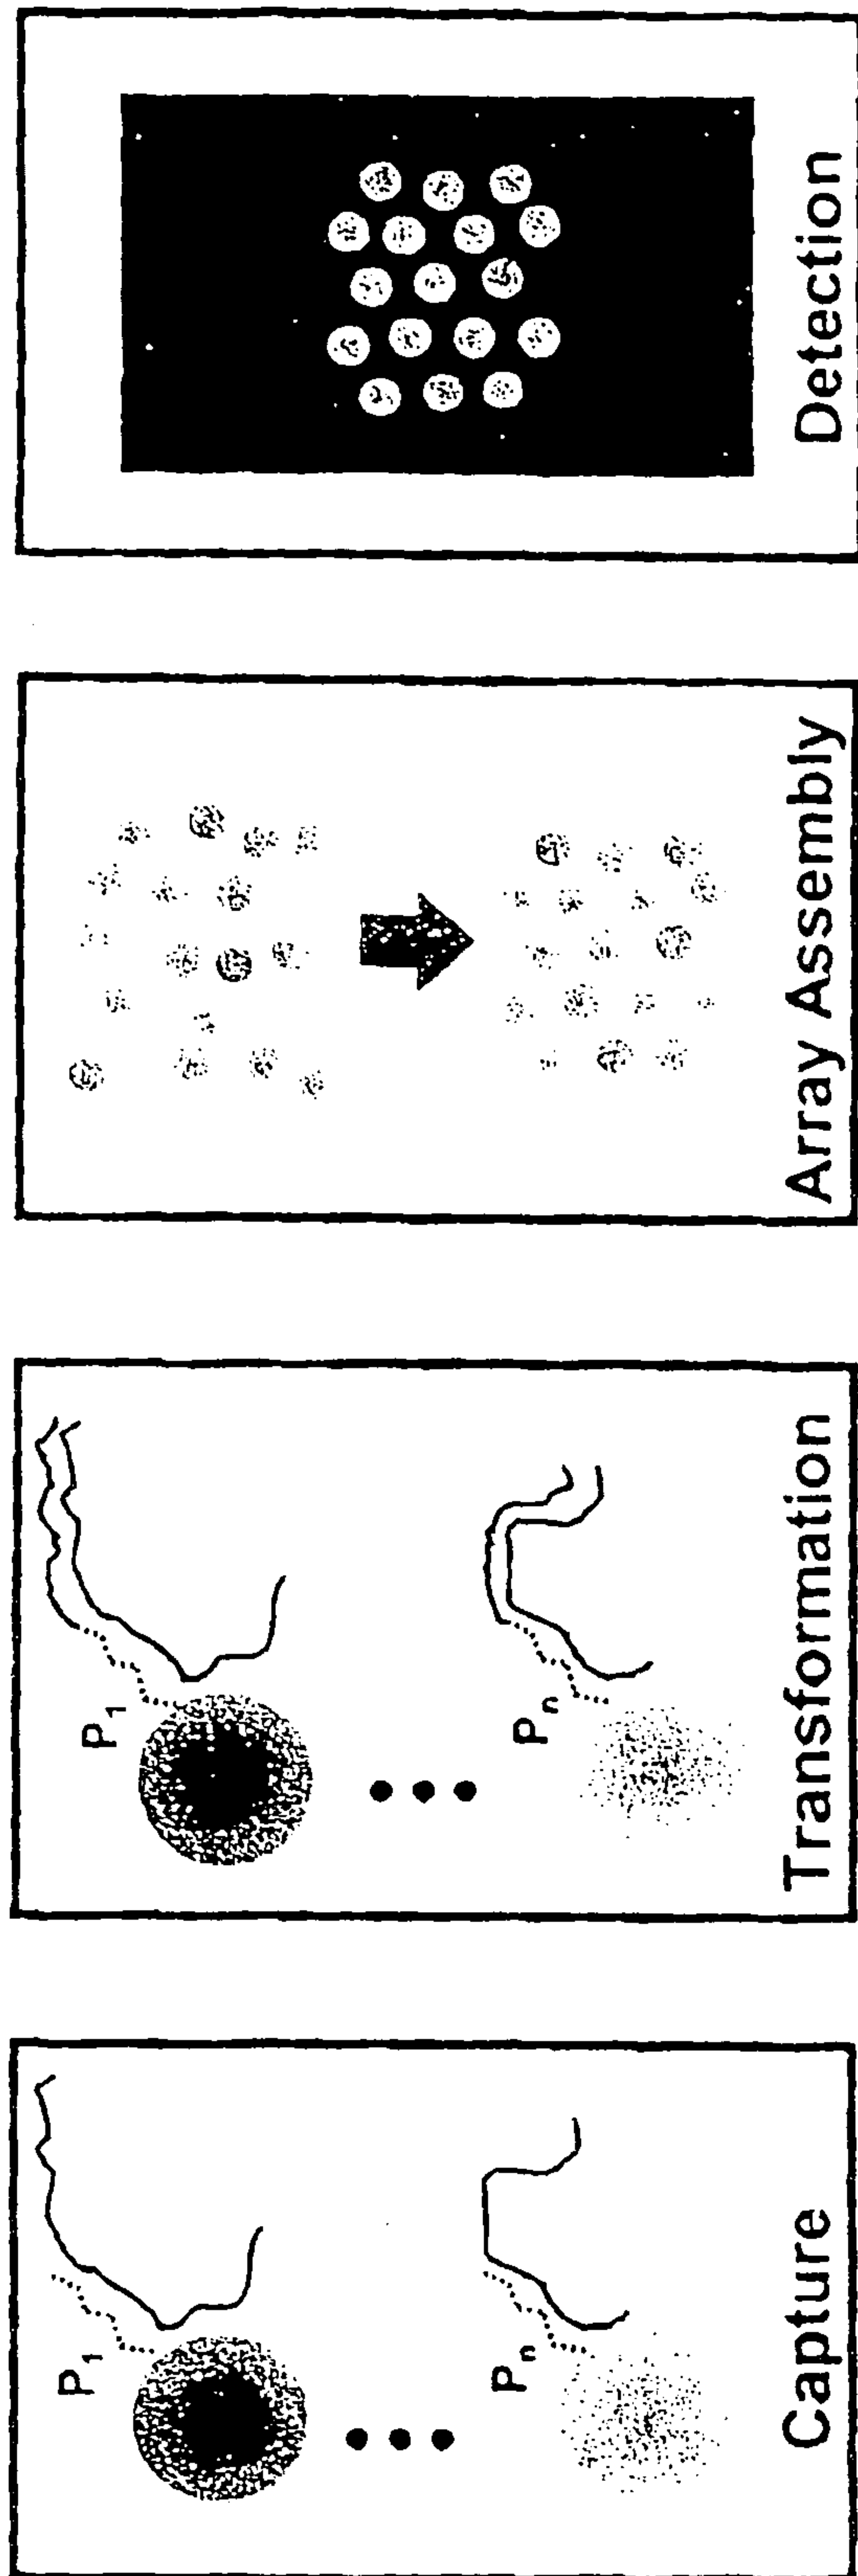 P1
Pn
Capture
P1
Pn
Transformation
Array Assembly
Detection